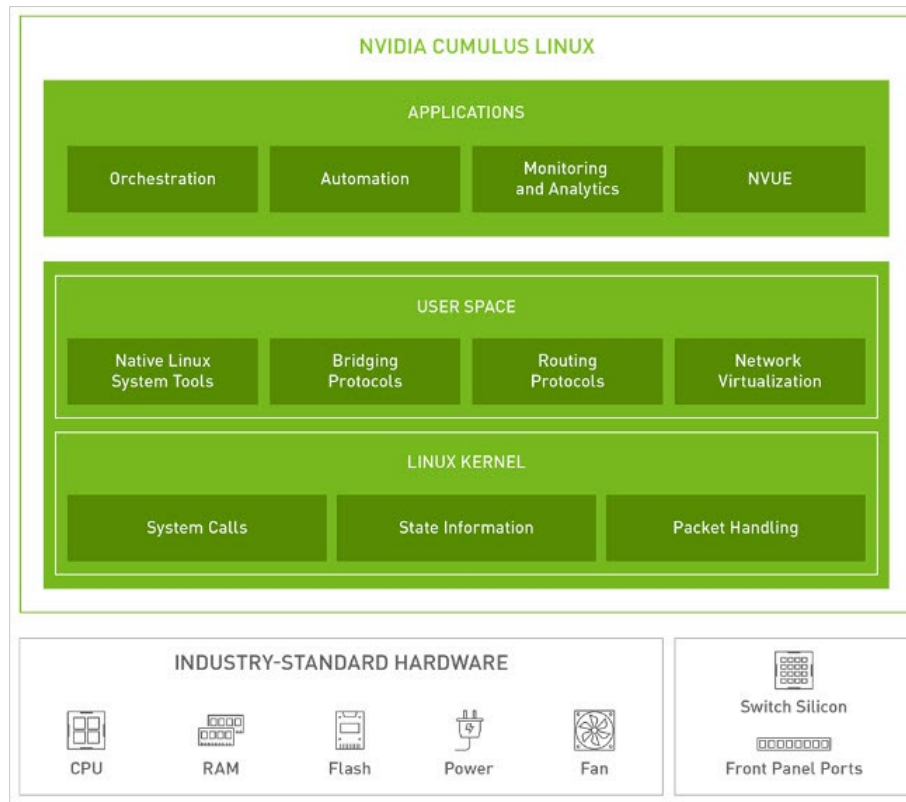 NVIDIA CUMULUS LINUX
APPLICATIONS
Orchestration
Automation
Monitoring
and Analytics
NVUE
USER SPACE
Native Linux
System Tools
Bridging
Protocols
Routing
Protocols
Network
Virtualization
LINUX KERNEL
System Calls
State Information
Packet Handling
INDUSTRY-STANDARD HARDWARE
CPU
RAM
Flash
Power
Fan
Switch Silicon
Front Panel Ports